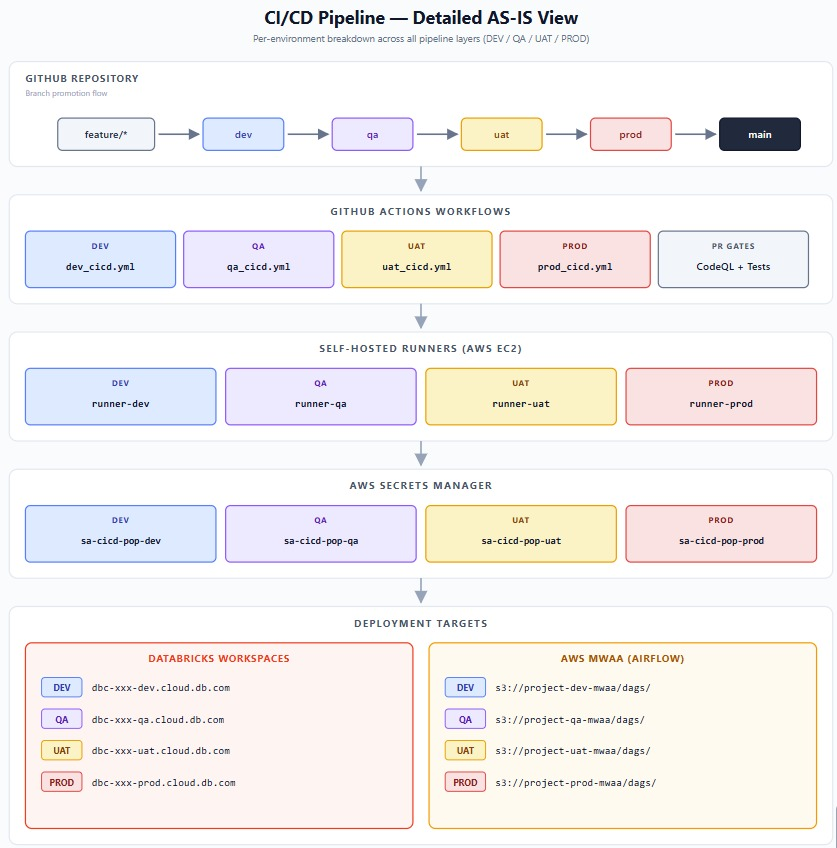 CI/CD Pipeline — Detailed AS-IS View
Per-environment breakdown across all pipeline layers (DEV / QA / UAT / PROD)
GITHUB REPOSITORY
Branch promotion flow
feature/*
dev
qa
uat
prod
main
GITHUB ACTIONS WORKFLOWS
DEV
dev_cicd.yml
QA
qa_cicd.yml
UAT
uat_cicd.yml
PROD
prod_cicd.yml
PR GATES
CodeQL + Tests
SELF-HOSTED RUNNERS (AWS EC2)
DEV
runner-dev
QA
runner-qa
UAT
runner-uat
PROD
runner-prod
AWS SECRETS MANAGER
DEV
sa-cicd-pop-dev
QA
sa-cicd-pop-qa
UAT
sa-cicd-pop-uat
PROD
sa-cicd-pop-prod
DEPLOYMENT TARGETS
DATABRICKS WORKSPACES
DEV dbc-xxx-dev.cloud.db.com
QA dbc-xxx-qa.cloud.db.com
UAT dbc-xxx-uat.cloud.db.com
PROD dbc-xxx-prod.cloud.db.com
AWS MWAA (AIRFLOW)
DEV s3://project-dev-mwaa/dags/
QA s3://project-qa-mwaa/dags/
UAT s3://project-uat-mwaa/dags/
PROD s3://project-prod-mwaa/dags/